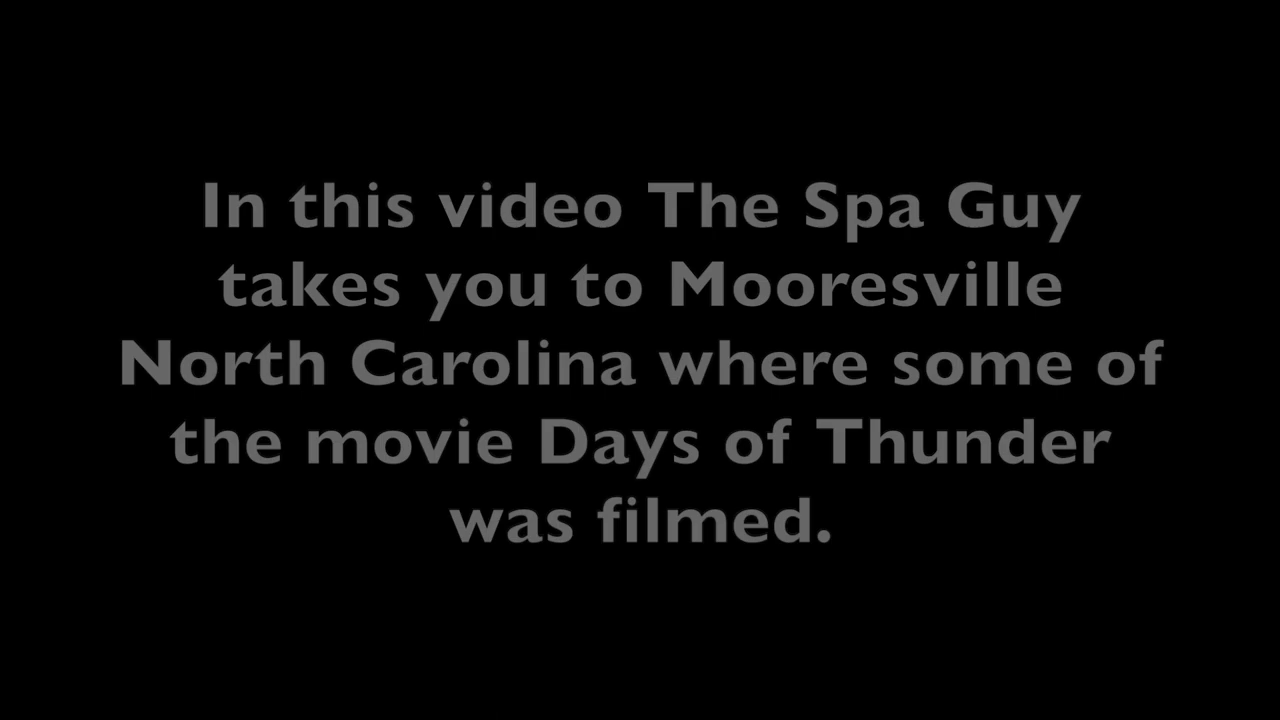 In this video The Spa Guy
takes you to Mooresville
North Carolina where some of
the movie Days of Thunder
was filmed.